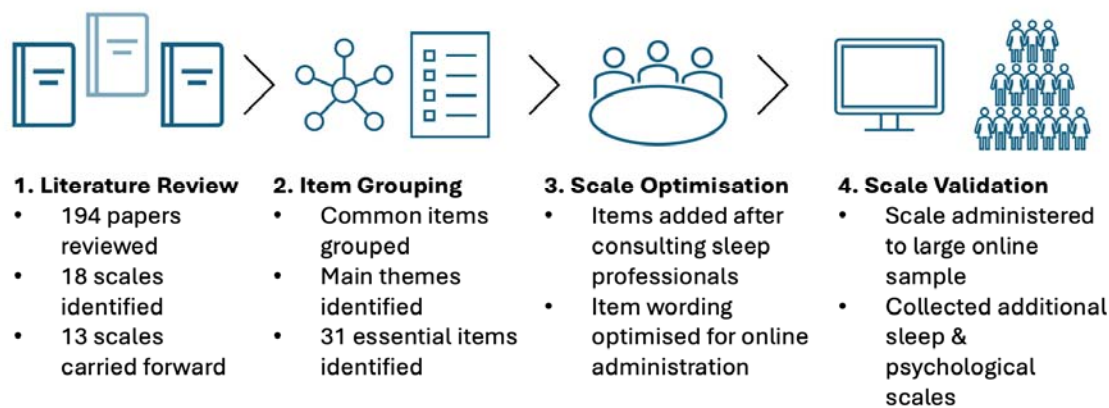 1. Literature Review
• 194 papers
reviewed
• 18 scales
identified
• 13 scales
carried forward
2. Item Grouping
• Common items
grouped
• Main themes
identified
• 31 essential items
identified
3. Scale Optimisation
• Items added after
consulting sleep
professionals
• Item wording
optimised for online
administration
4. Scale Validation
• Scale administered
to large online
sample
• Collected additional
sleep &
psychological
scales